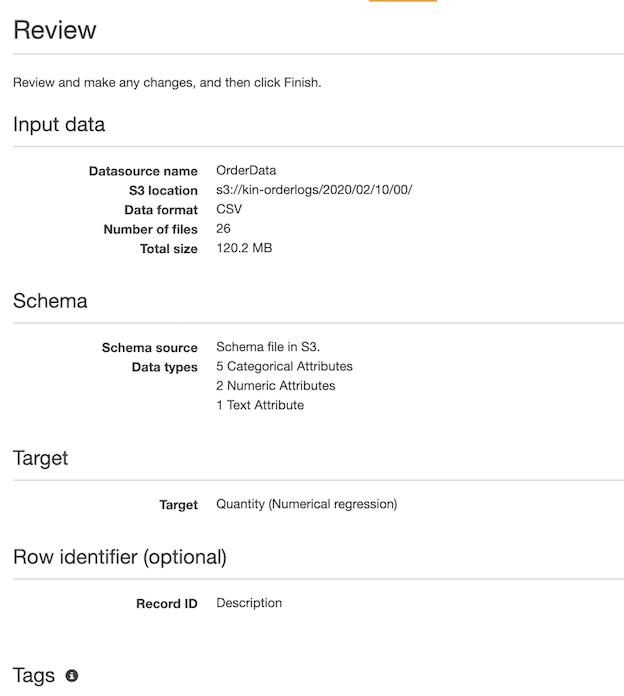 Review
Review and make any changes, and then click Finish.
Input data
Datasource name OrderData
S3 location s3://kin-orderlogs/2020/02/10/00/
Data format CSV
Number of files 26
Total size 120.2 MB
Schema
Schema source Schema file in S3.
Data types 5 Categorical Attributes
2 Numeric Attributes
1 Text Attribute
Target
Target Quantity (Numerical regression)
Row identifier (optional)
Record ID Description
Tags